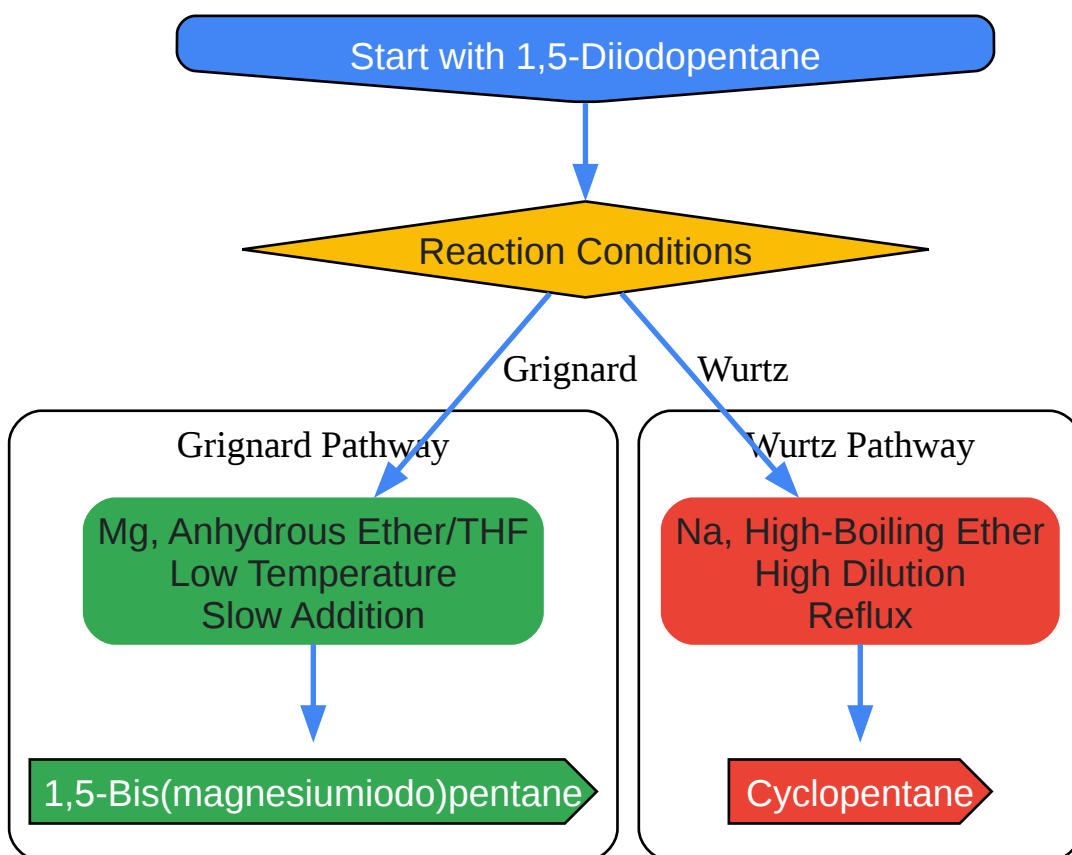 Start with 1,5-Diiodopentane
Reaction Conditions
Grignard
Wurtz
Grignard Pathway
Mg, Anhydrous Ether/THF
Low Temperature
Slow Addition
1,5-Bis(magnesiumiodo)pentane
Wurtz Pathway
Na, High-Boiling Ether
High Dilution
Reflux
Cyclopentane